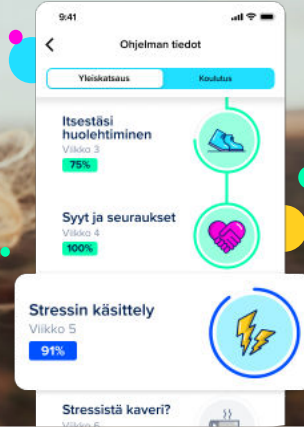 9:41
Ohjelman tiedot
Yleiskatsaus
Koulutus
Itsestäsi
huolehtiminen
Viikko 3
75%
Syyt ja seuraukset
Viikko 4
100%
Stressin käsittely
Viikko 5
91%
Stressistä kaveri?
Viikko 6